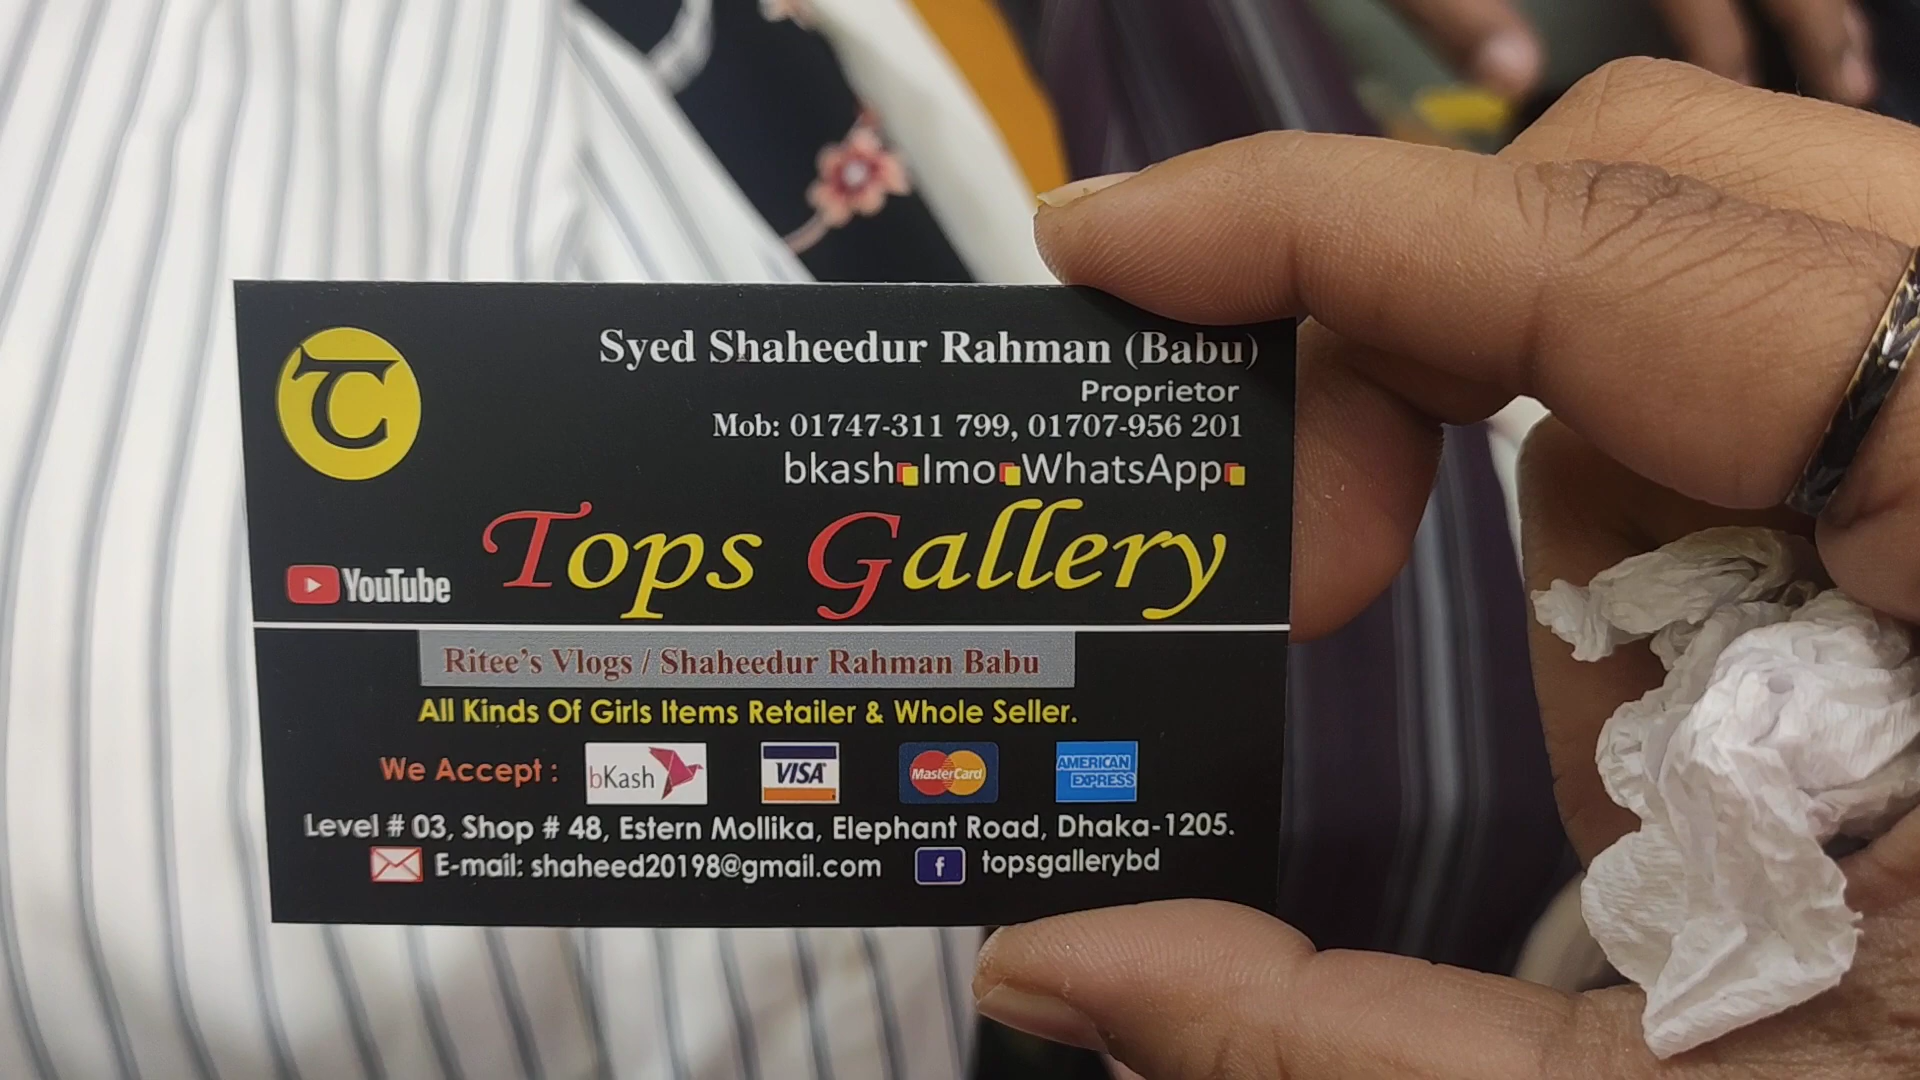 Syed Shaheedur Rahman (Babu)
Proprietor
Mob: 01747-311 799, 01707-956 201
bkash Imo WhatsApp
Tops Gallery
YouTube
Ritee's Vlogs / Shaheedur Rahman Babu
All Kinds Of Girls Items Retailer & Whole Seller.
We Accept : bKash VISA MasterCard AMERICAN EXPRESS
Level # 03, Shop # 48, Estern Mollika, Elephant Road, Dhaka-1205.
E-mail: shaheed20198@gmail.com f topsgallerybd